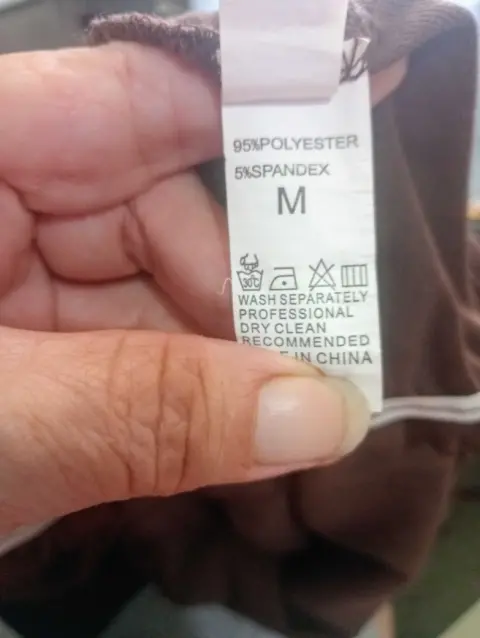 95%POLYESTER
5%SPANDEX
M
30°C
WASH SEPARATELY
PROFESSIONAL
DRY CLEAN
RECOMMENDED
IN CHINA